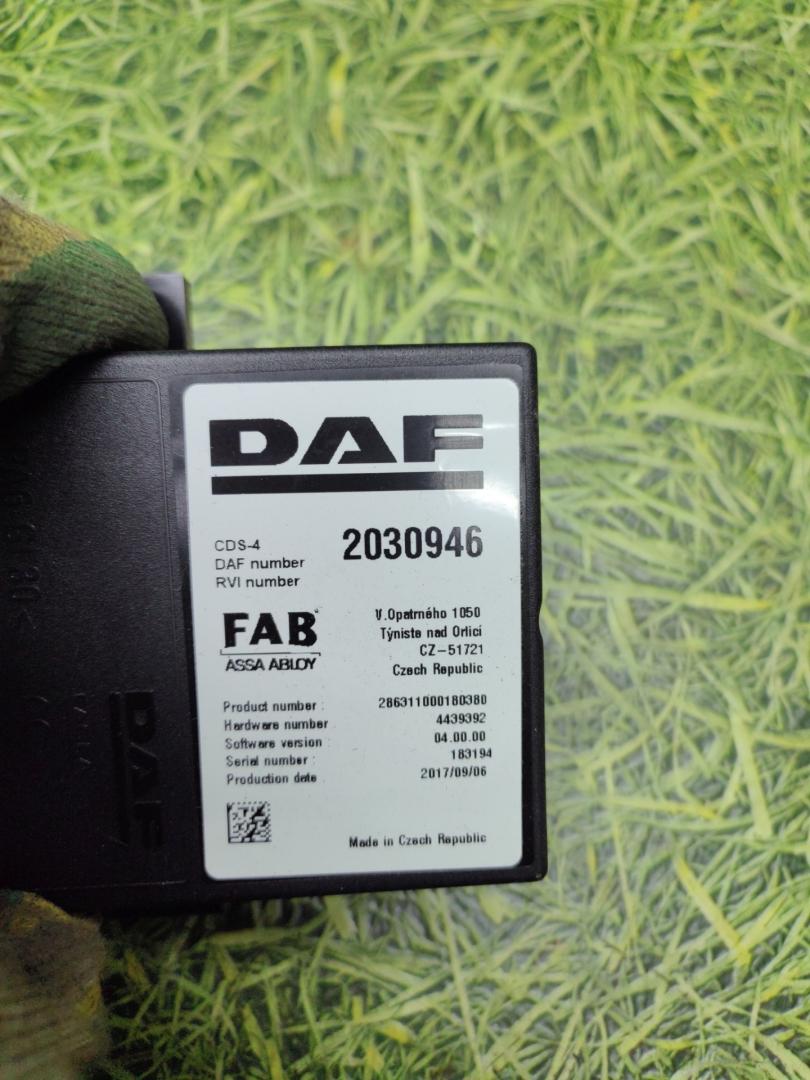 DAF
CDS-4
DAF number 2030946
RVI number
FAB
ASSA ABLOY
V.Opatrného 1050
Týniste nad Orlicí
CZ-51721
Czech Republic
Product number : 286311000180380
Hardware number 4439392
Software version : 04.00.00
Serial number : 183194
Production date 2017/09/06
Made in Czech Republic
DAF